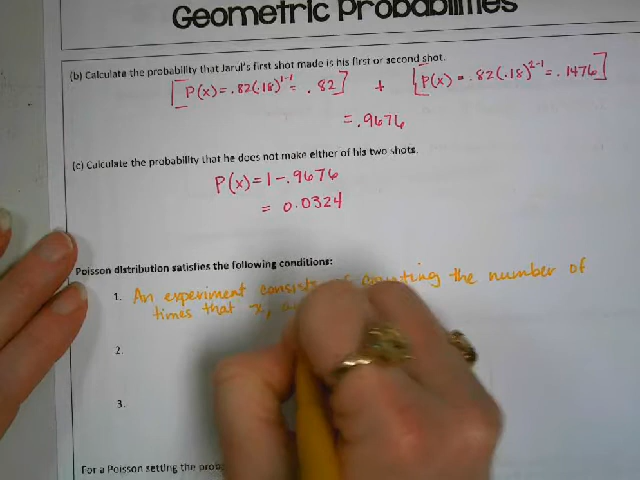 Geometric Probabilities
(b) Calculate the probability that Jarul's first shot made is his first or second shot.
[P(x)=.82(.18)^1-1 = .82] + [P(x)=.82(.18)^2-1 = .1476]
=.9676
(c) Calculate the probability that he does not make either of his two shots.
P(x)=1-.9676
= 0.0324
Poisson distribution satisfies the following conditions:
1. An experiment consists of counting the number of
times that x,
2.
3.
For a Poisson setting the